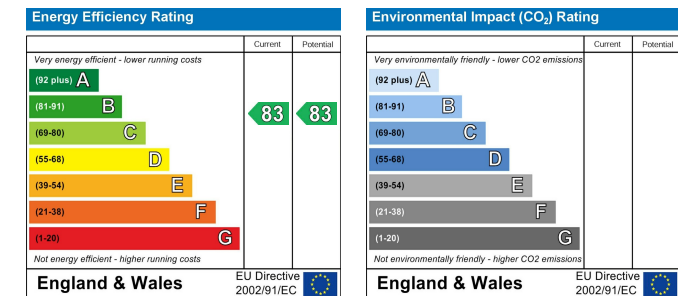 Energy Efficiency Rating
Current Potential
Very energy efficient - lower running costs
(92 plus) A
(81-91) B
83 83
(69-80) C
(55-68) D
(39-54) E
(21-38) F
(1-20) G
Not energy efficient - higher running costs
England & Wales
EU Directive
2002/91/EC
Environmental Impact (CO₂) Rating
Current Potential
Very environmentally friendly - lower CO2 emissions
(92 plus) A
(81-91) B
(69-80) C
(55-68) D
(39-54) E
(21-38) F
(1-20) G
Not environmentally friendly - higher CO2 emissions
England & Wales
EU Directive
2002/91/EC